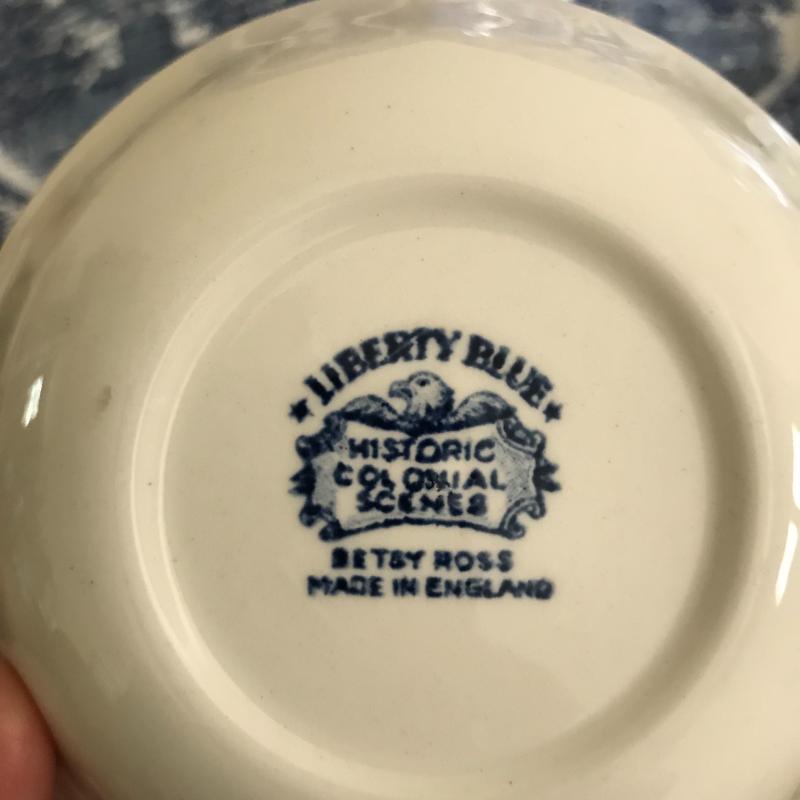 LIBERTY BLUE
HISTORIC
COLONIAL
SCENES
BETSY ROSS
MADE IN ENGLAND